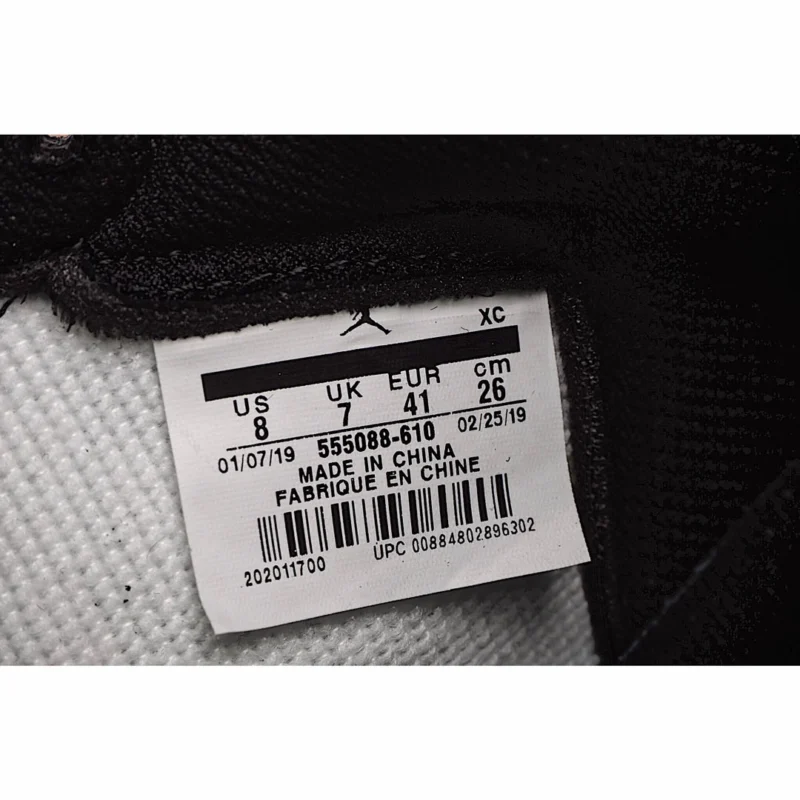 XC
US UK EUR cm
8 7 41 26
01/07/19 555088-610 02/25/19
MADE IN CHINA
FABRIQUE EN CHINE
202011700 UPC 00884802896302